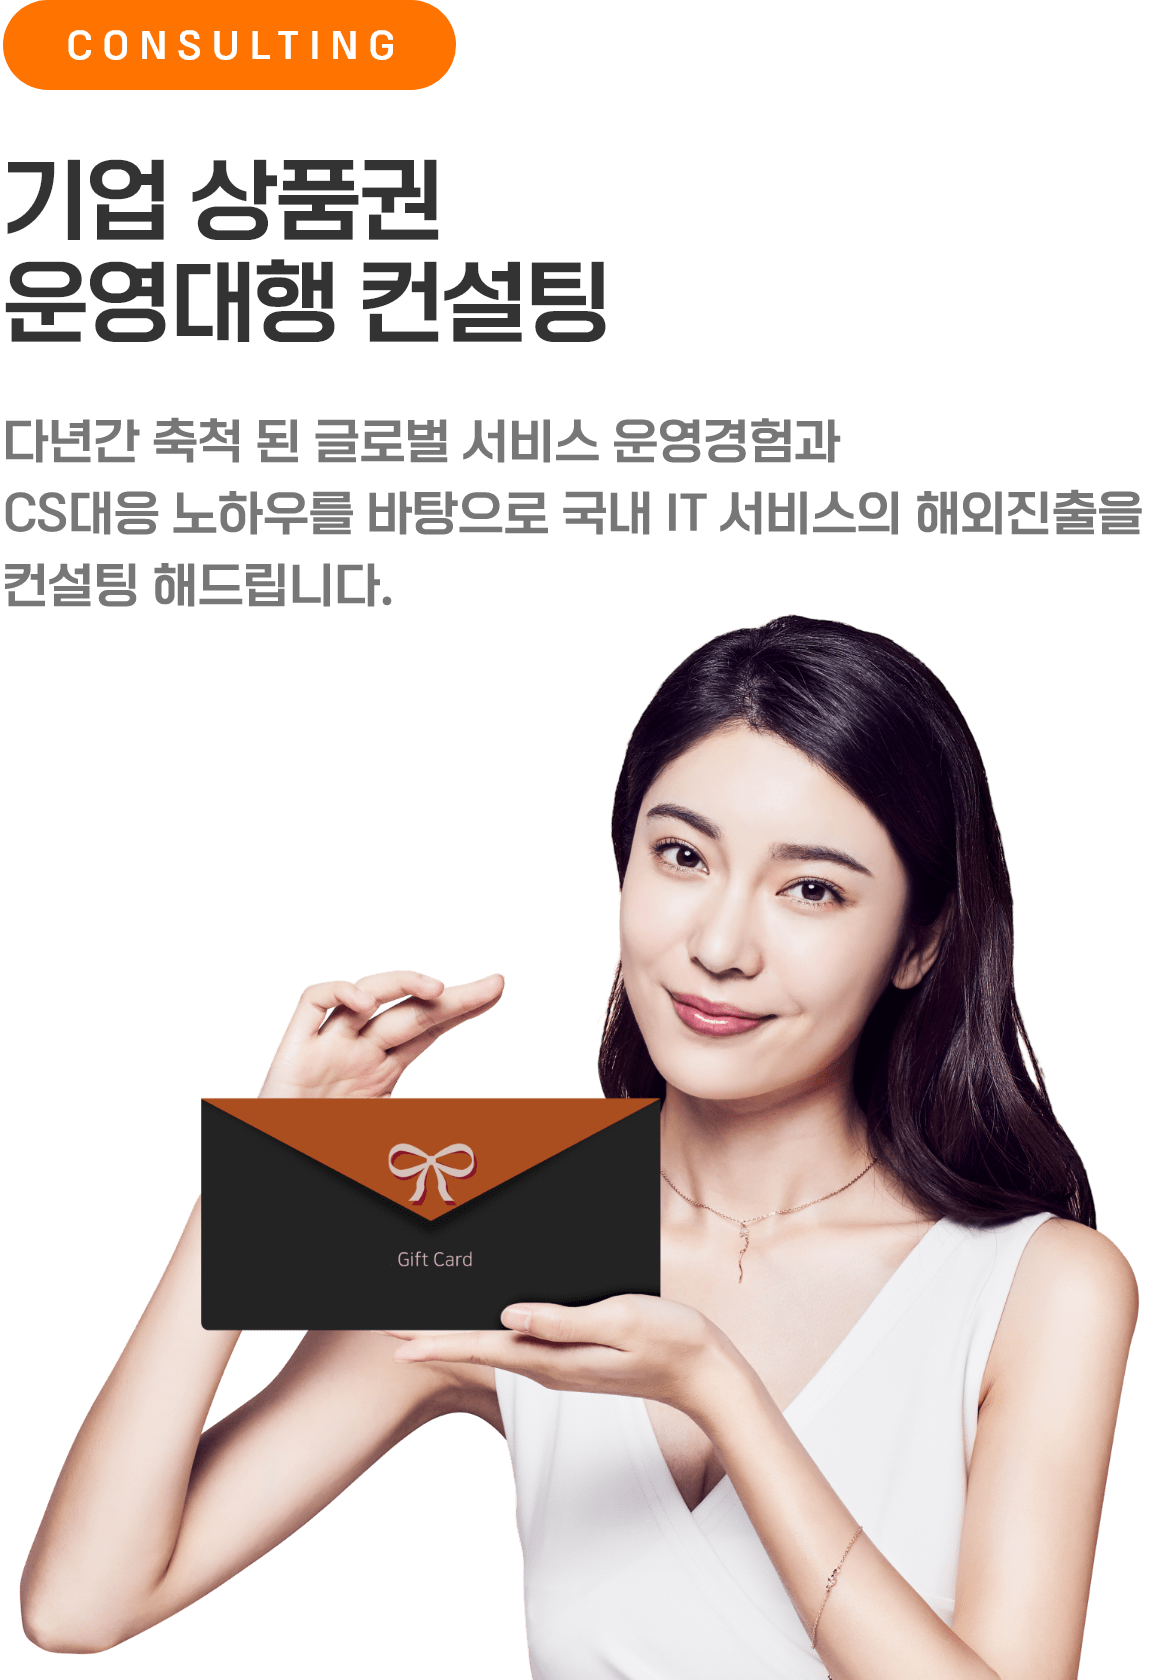 CONSULTING
기업 상품권
운영대행 컨설팅
다년간 축척 된 글로벌 서비스 운영경험과
CS대응 노하우를 바탕으로 국내 IT 서비스의 해외진출을
컨설팅 해드립니다.
Gift Card